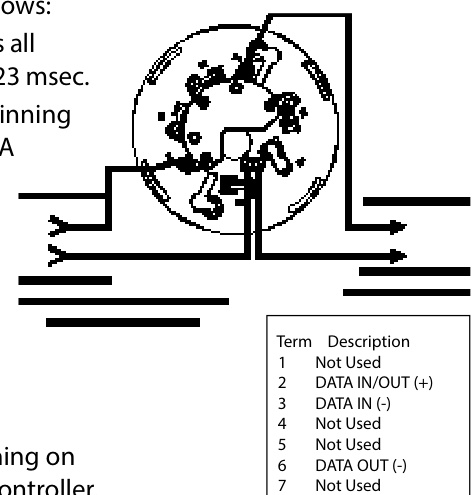 ows:
s all
23 msec.
inning
A
Term Description
1 Not Used
2 DATA IN/OUT (+)
3 DATA IN (-)
4 Not Used
5 Not Used
6 DATA OUT (-)
7 Not Used
ning on
ontroller